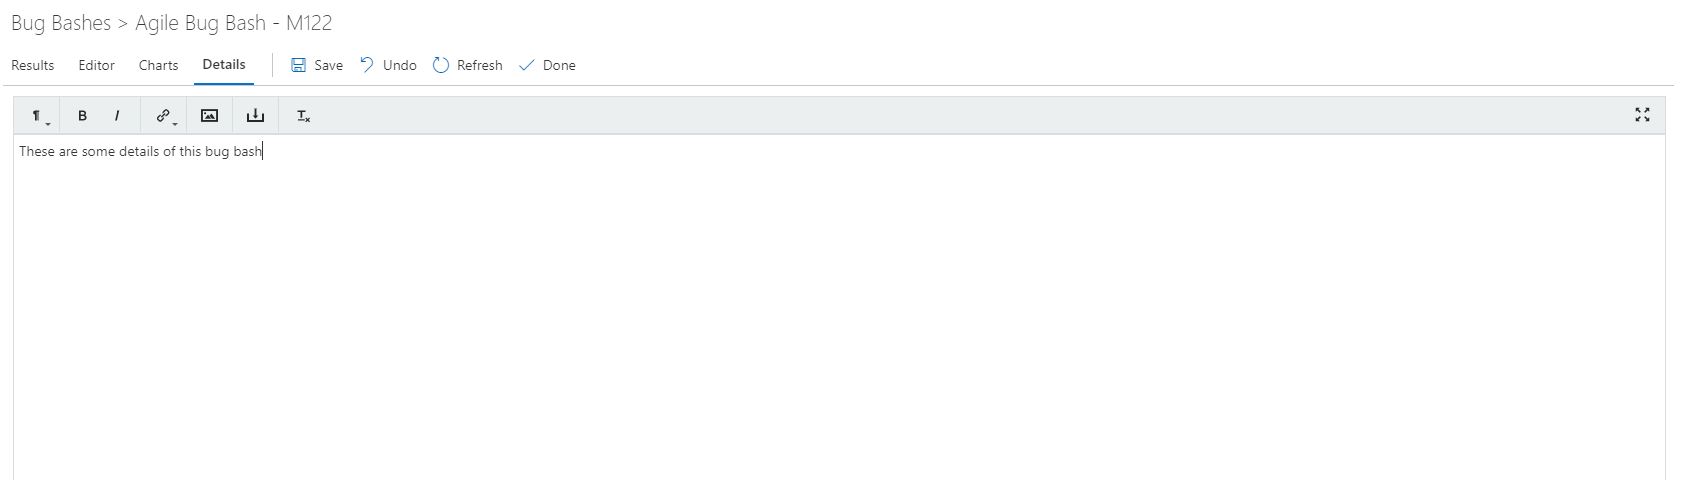 Bug Bashes > Agile Bug Bash - M122
Results Editor Charts Details Save Undo Refresh Done
¶ B I Tx
These are some details of this bug bash